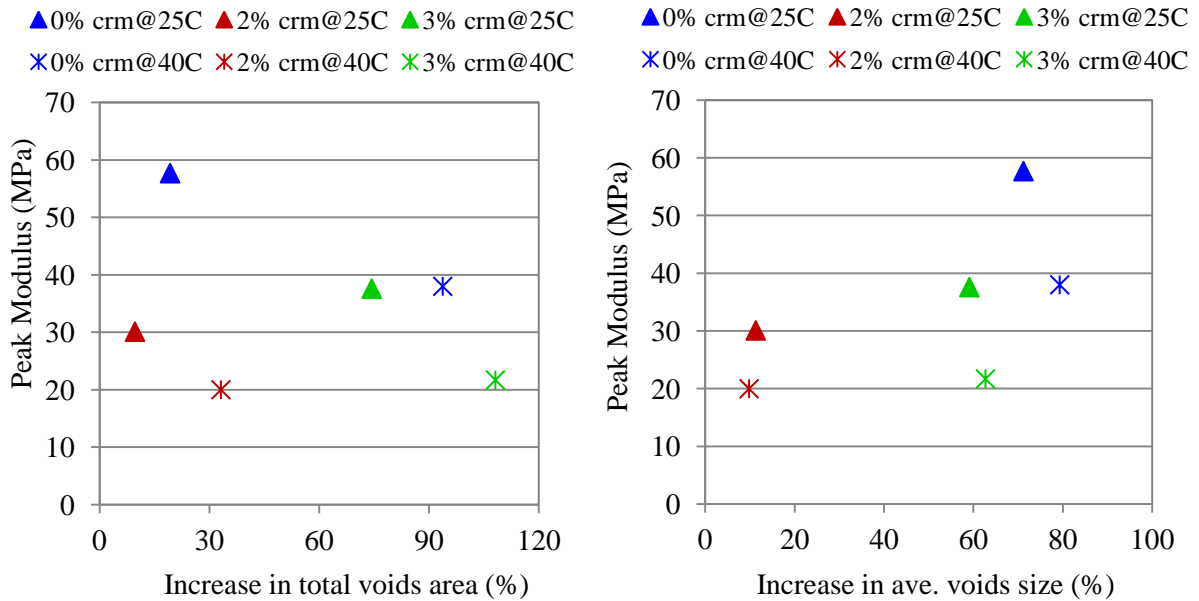 0% crm@25C 2% crm@25C 3% crm@25C
0% crm@40C 2% crm@40C 3% crm@40C
70
60
50
40
30
20
10
0
Peak Modulus (MPa)
0 30 60 90 120
Increase in total voids area (%)
0% crm@25C 2% crm@25C 3% crm@25C
0% crm@40C 2% crm@40C 3% crm@40C
70
60
50
40
30
20
10
0
Peak Modulus (MPa)
0 20 40 60 80 100
Increase in ave. voids size (%)